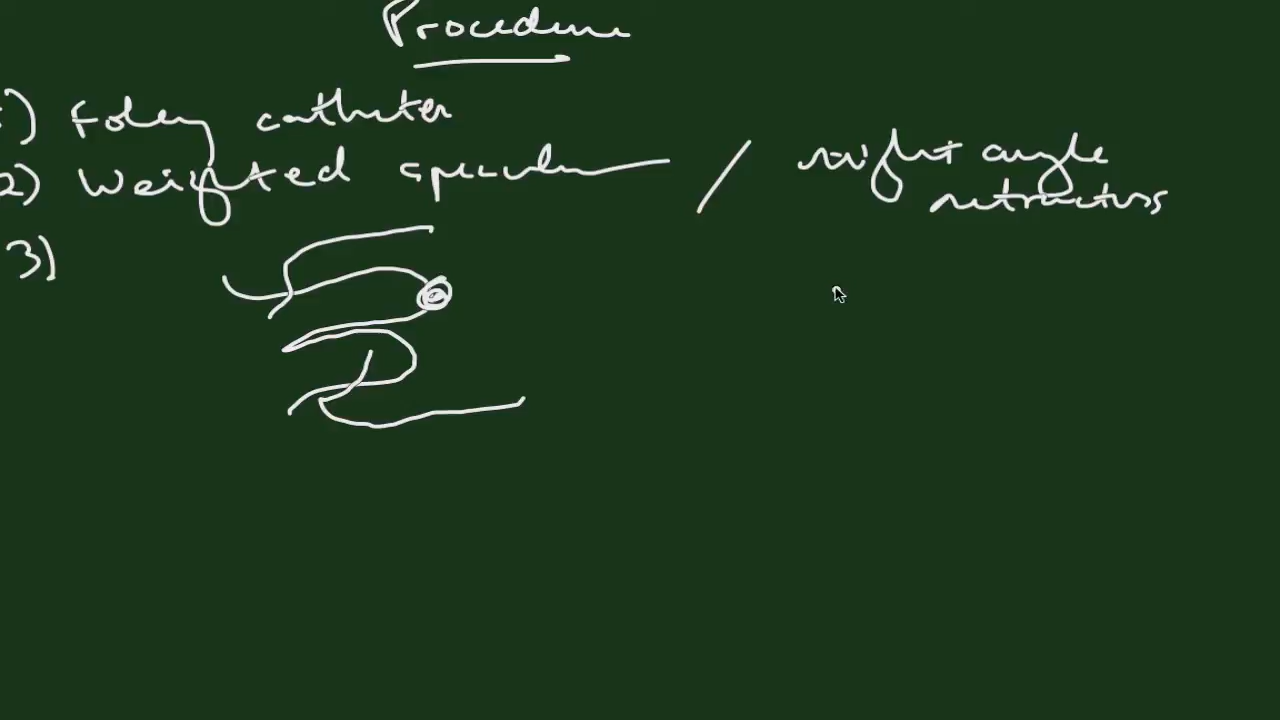 Procedure
1) Foley catheter
2) Weighted speculum / right angle
retractors
3)